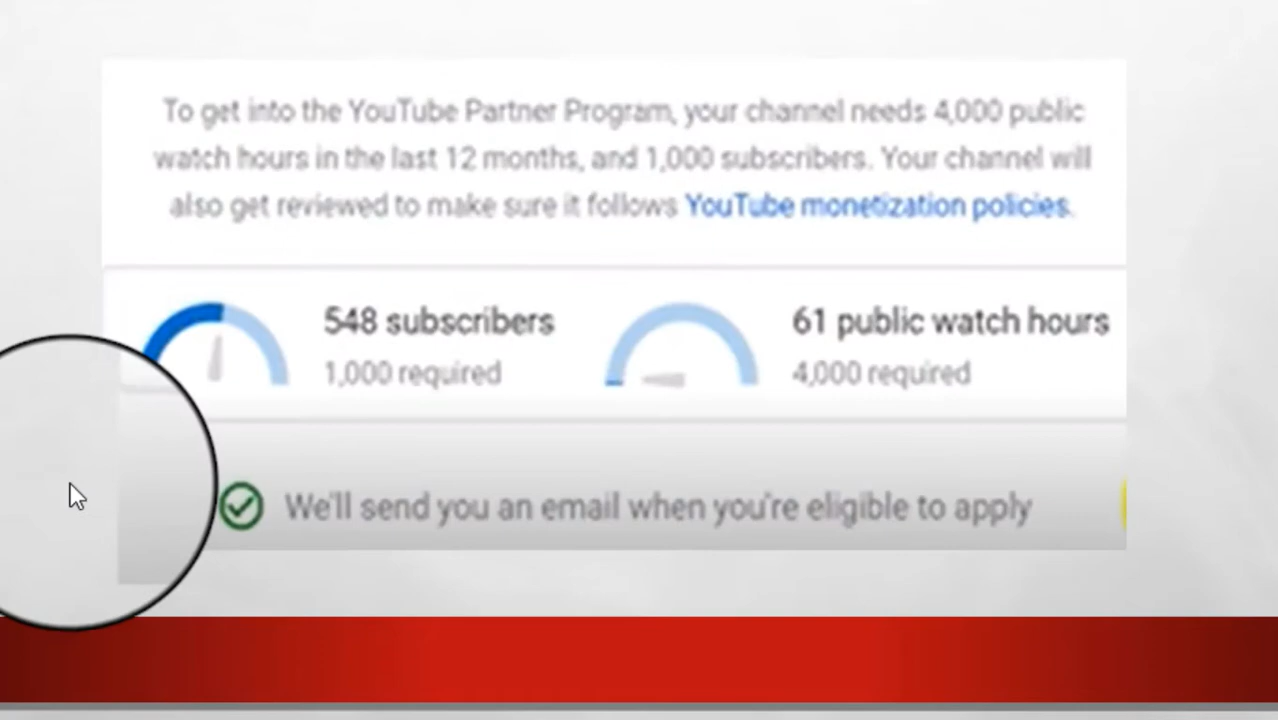 To get into the YouTube Partner Program, your channel needs 4,000 public
watch hours in the last 12 months, and 1,000 subscribers. Your channel will
also get reviewed to make sure it follows YouTube monetization policies.
548 subscribers
1,000 required
61 public watch hours
4,000 required
We'll send you an email when you're eligible to apply